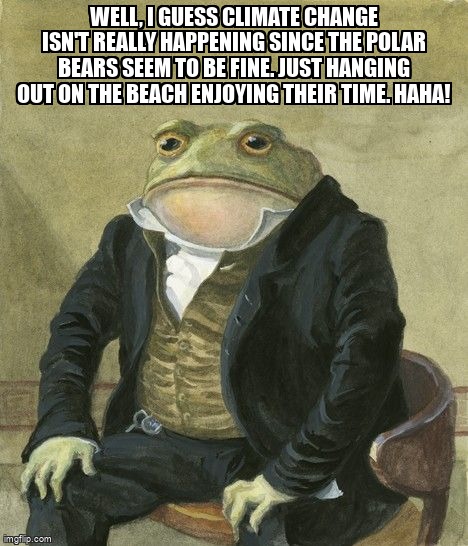 WELL, I GUESS CLIMATE CHANGE
ISN'T REALLY HAPPENING SINCE THE POLAR
BEARS SEEM TO BE FINE. JUST HANGING
OUT ON THE BEACH ENJOYING THEIR TIME. HAHA!
imgflip.com